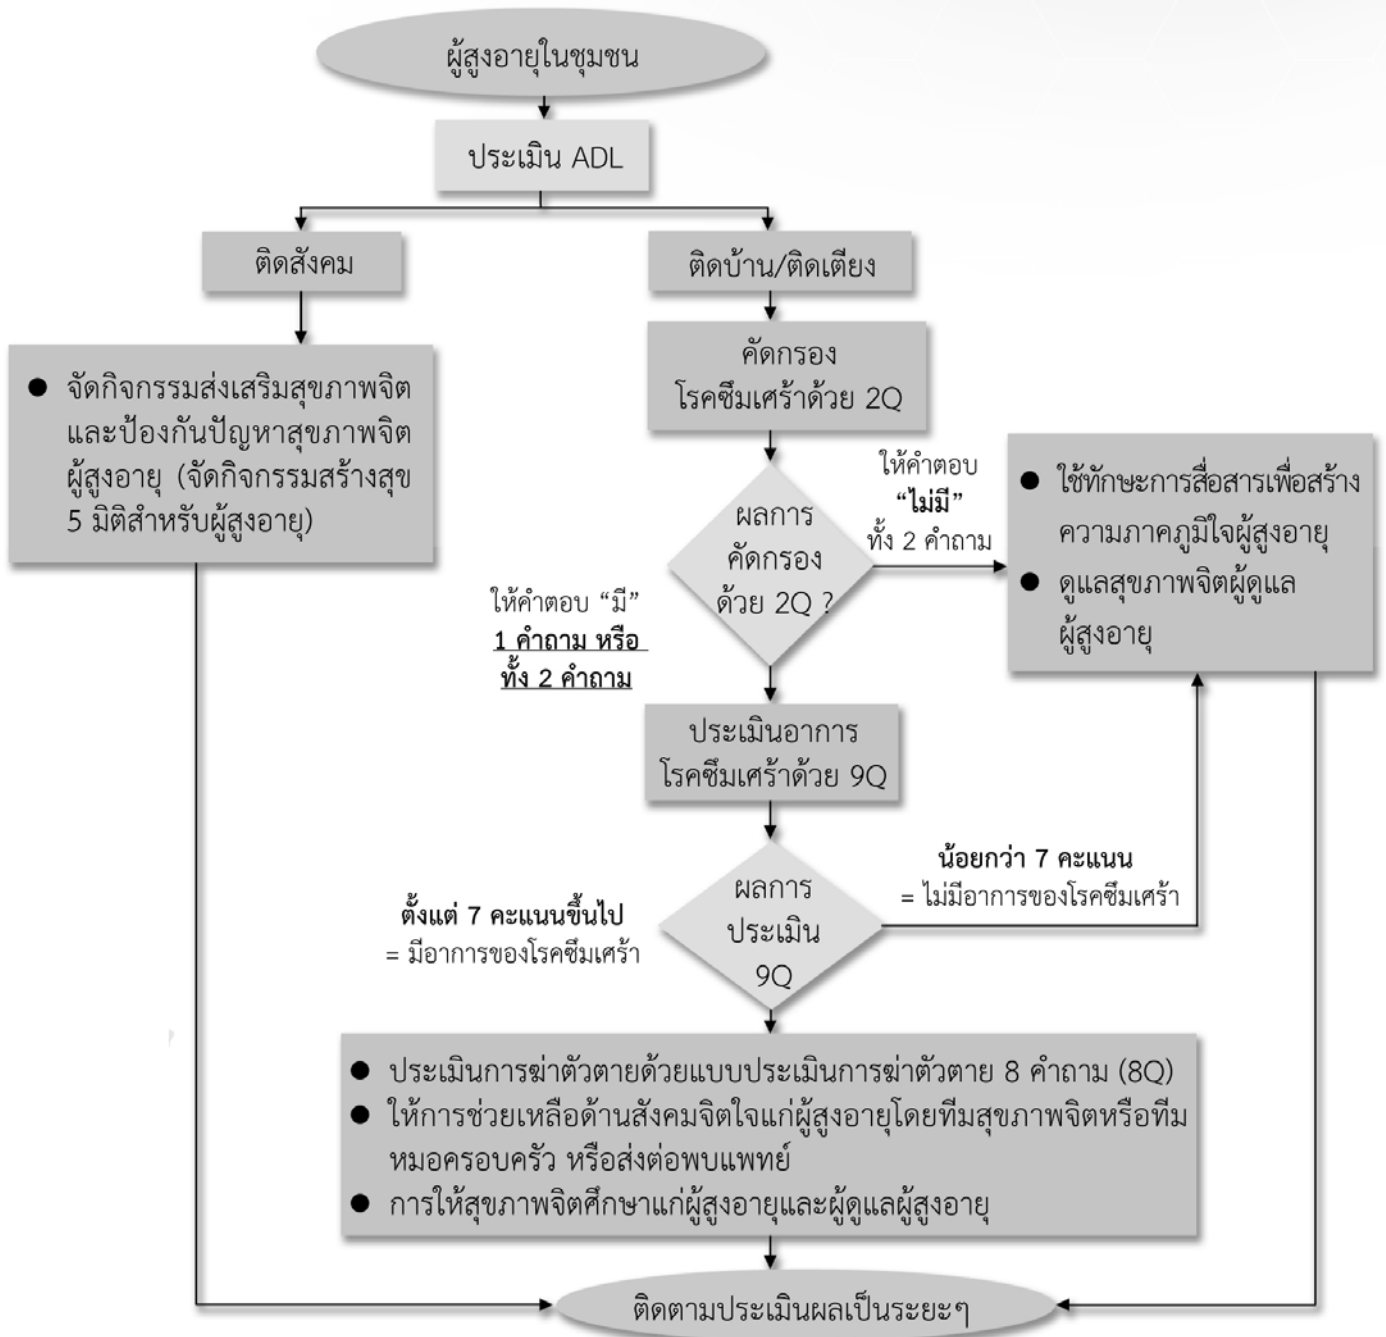 ผู้สูงอายุในชุมชน
ประเมิน ADL
ติดสังคม
ติดบ้าน/ติดเตียง
● จัดกิจกรรมส่งเสริมสุขภาพจิต
และป้องกันปัญหาสุขภาพจิต
ผู้สูงอายุ (จัดกิจกรรมสร้างสุข
5 มิติสำหรับผู้สูงอายุ)
คัดกรอง
โรคซึมเศร้าด้วย 2Q
ผลการ
คัดกรอง
ด้วย 2Q ?
ให้คำตอบ
“ไม่มี”
ทั้ง 2 คำถาม
● ใช้ทักษะการสื่อสารเพื่อสร้าง
ความภาคภูมิใจผู้สูงอายุ
● ดูแลสุขภาพจิตผู้ดูแล
ผู้สูงอายุ
ให้คำตอบ “มี”
1 คำถาม หรือ
ทั้ง 2 คำถาม
ประเมินอาการ
โรคซึมเศร้าด้วย 9Q
ผลการ
ประเมิน
9Q
น้อยกว่า 7 คะแนน
= ไม่มีอาการของโรคซึมเศร้า
ตั้งแต่ 7 คะแนนขึ้นไป
= มีอาการของโรคซึมเศร้า
● ประเมินการฆ่าตัวตายด้วยแบบประเมินการฆ่าตัวตาย 8 คำถาม (8Q)
● ให้การช่วยเหลือด้านสังคมจิตใจแก่ผู้สูงอายุโดยทีมสุขภาพจิตหรือทีม
หมอครอบครัว หรือส่งต่อพบแพทย์
● การให้สุขภาพจิตศึกษาแก่ผู้สูงอายุและผู้ดูแลผู้สูงอายุ
ติดตามประเมินผลเป็นระยะๆ